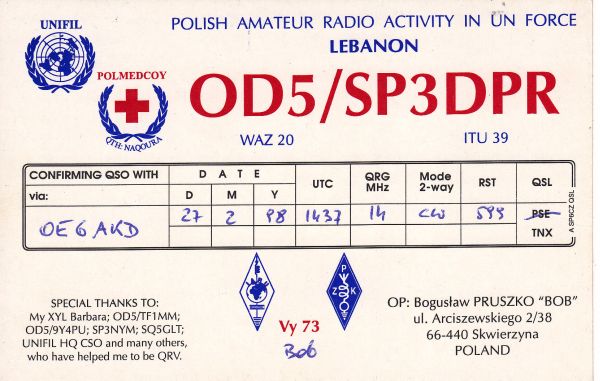 UNIFIL
POLISH AMATEUR RADIO ACTIVITY IN UN FORCE
LEBANON
POLMEDCOY
QTH: NAQOURA
OD5/SP3DPR
WAZ 20 ITU 39
CONFIRMING QSO WITH DATE UTC QRG MHz Mode 2-way RST QSL
via: D M Y
OE6AKD 27 2 98 1437 14 CW 599 PSE
TNX
A SP6CZ QSL
P
Z K
K
SPECIAL THANKS TO:
My XYL Barbara; OD5/TF1MM;
OD5/9Y4PU; SP3NYM; SQ5GLT;
UNIFIL HQ CSO and many others,
who have helped me to be QRV.
Vy 73
Bob
OP: Bogusław PRUSZKO "BOB"
ul. Arciszewskiego 2/38
66-440 Skwierzyna
POLAND